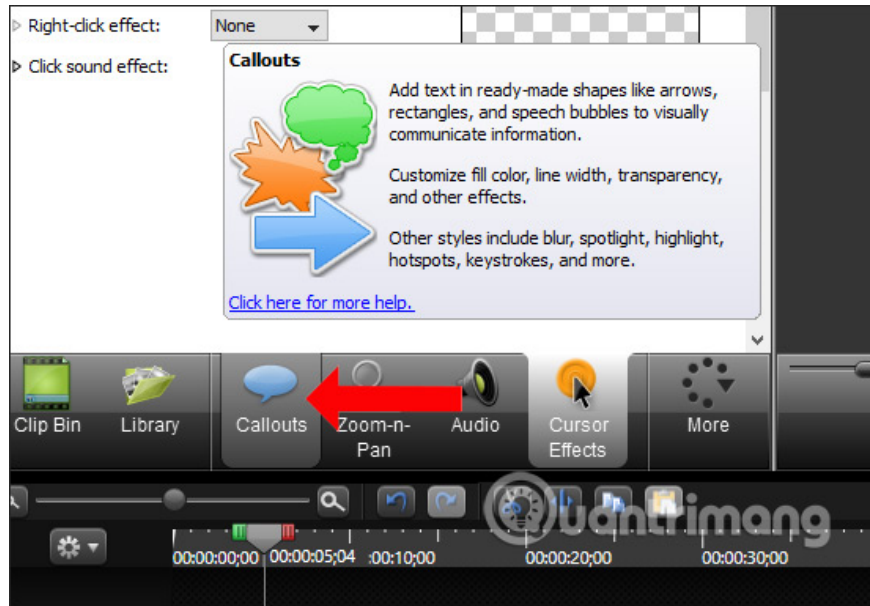 Right-click effect: None
Click sound effect:
Callouts
Add text in ready-made shapes like arrows,
rectangles, and speech bubbles to visually
communicate information.
Customize fill color, line width, transparency,
and other effects.
Other styles include blur, spotlight, highlight,
hotspots, keystrokes, and more.
Click here for more help.
Clip Bin Library Callouts Zoom-n- Audio Cursor More
Pan Effects
Quantrimang
00:00:00;00 00:00:05;04 :00:10;00 00:00:20;00 00:00:30;00